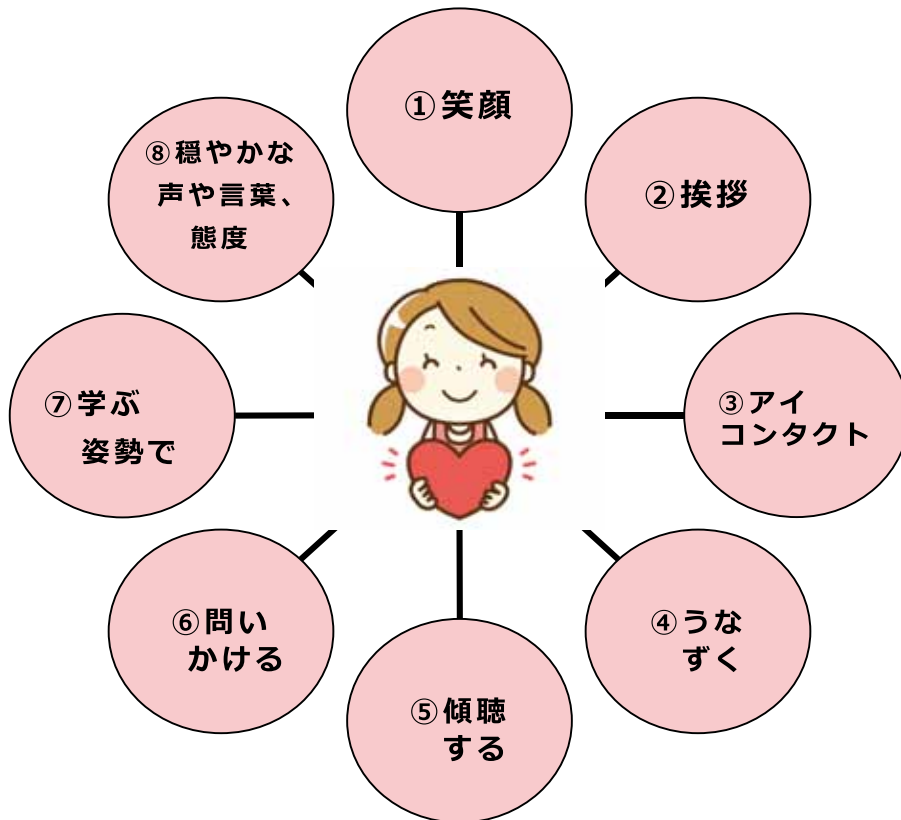 ①笑顔
②挨拶
③アイ
コンタクト
④うな
ずく
⑤傾聴
する
⑥問い
かける
⑦学ぶ
姿勢で
⑧穏やかな
声や言葉、
態度